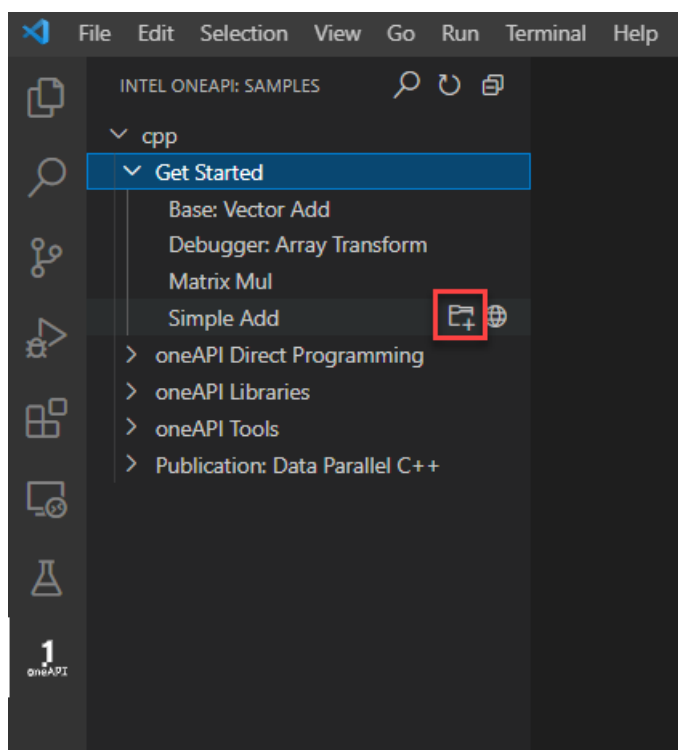 File Edit Selection View Go Run Terminal Help
INTEL ONEAPI: SAMPLES
cpp
Get Started
Base: Vector Add
Debugger: Array Transform
Matrix Mul
Simple Add
oneAPI Direct Programming
oneAPI Libraries
oneAPI Tools
Publication: Data Parallel C++
1
oneAPI